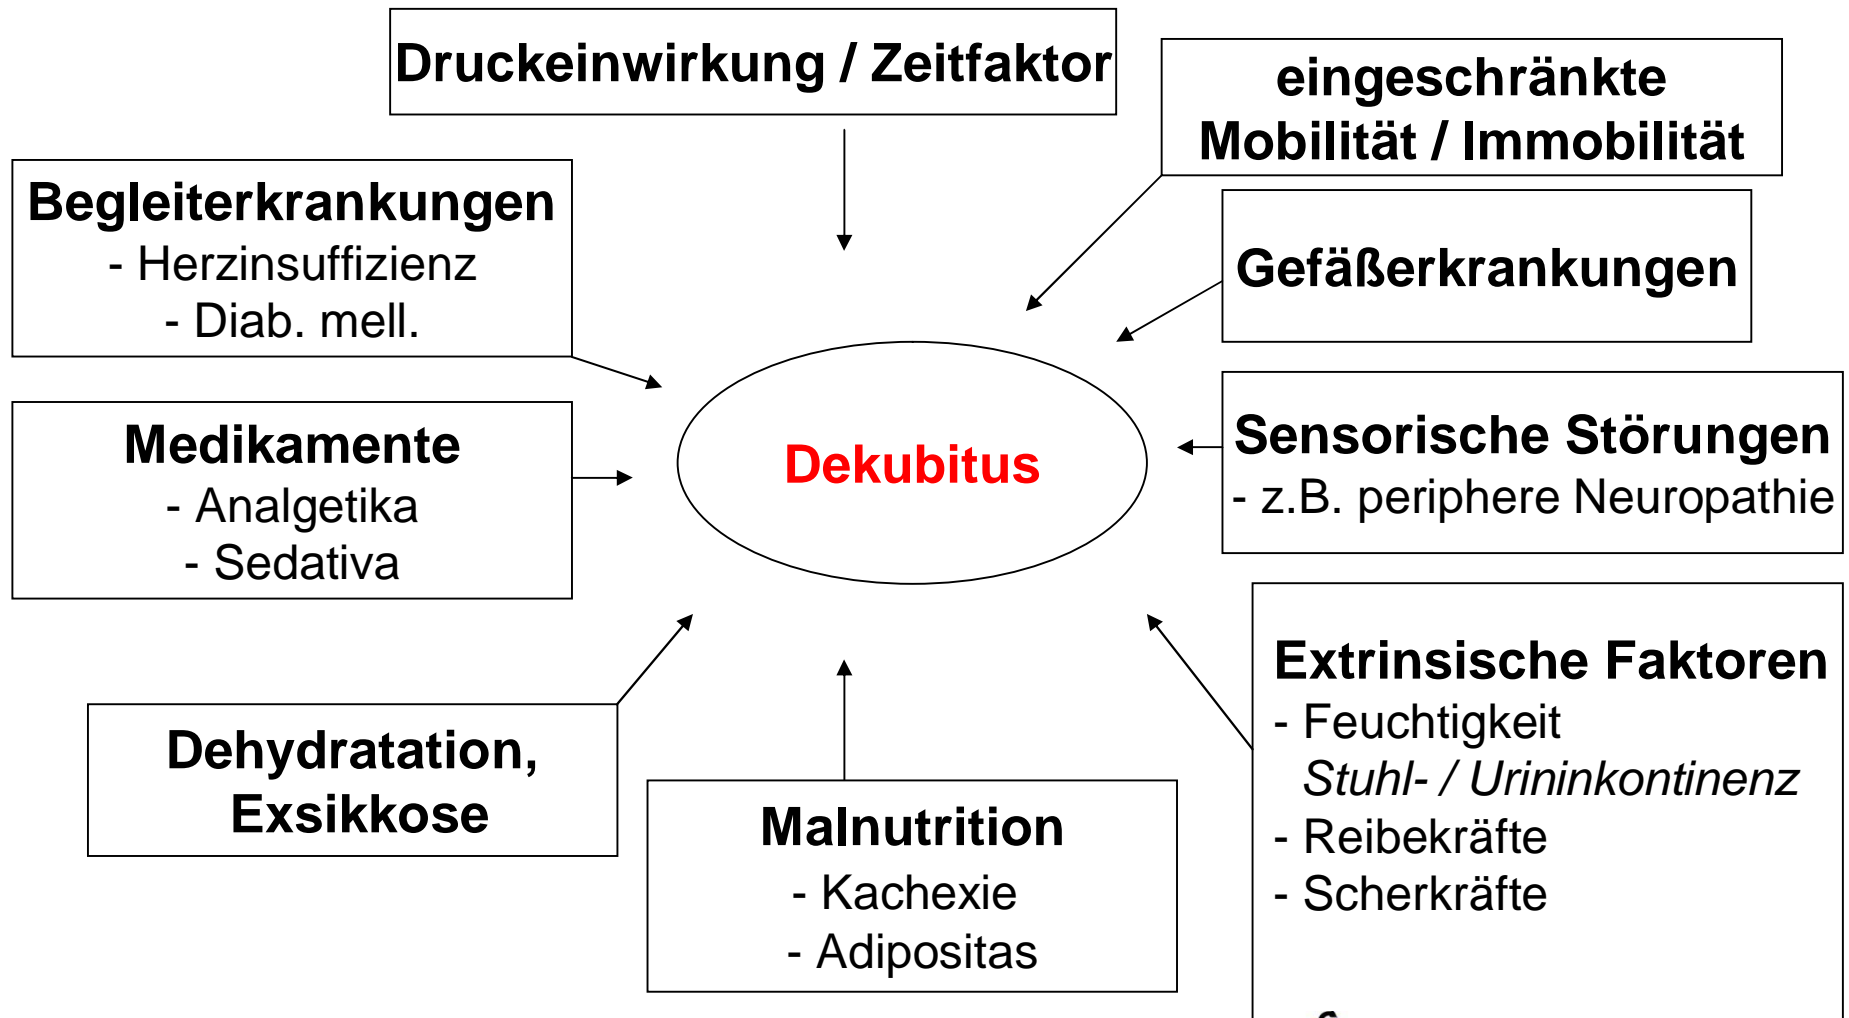 Druckeinwirkung / Zeitfaktor
eingeschränkte
Mobilität / Immobilität
Begleiterkrankungen
- Herzinsuffizienz
- Diab. mell.
Gefäßerkrankungen
Medikamente
- Analgetika
- Sedativa
Dekubitus
Sensorische Störungen
- z.B. periphere Neuropathie
Dehydratation,
Exsikkose
Malnutrition
- Kachexie
- Adipositas
Extrinsische Faktoren
- Feuchtigkeit
Stuhl- / Urininkontinenz
- Reibekräfte
- Scherkräfte